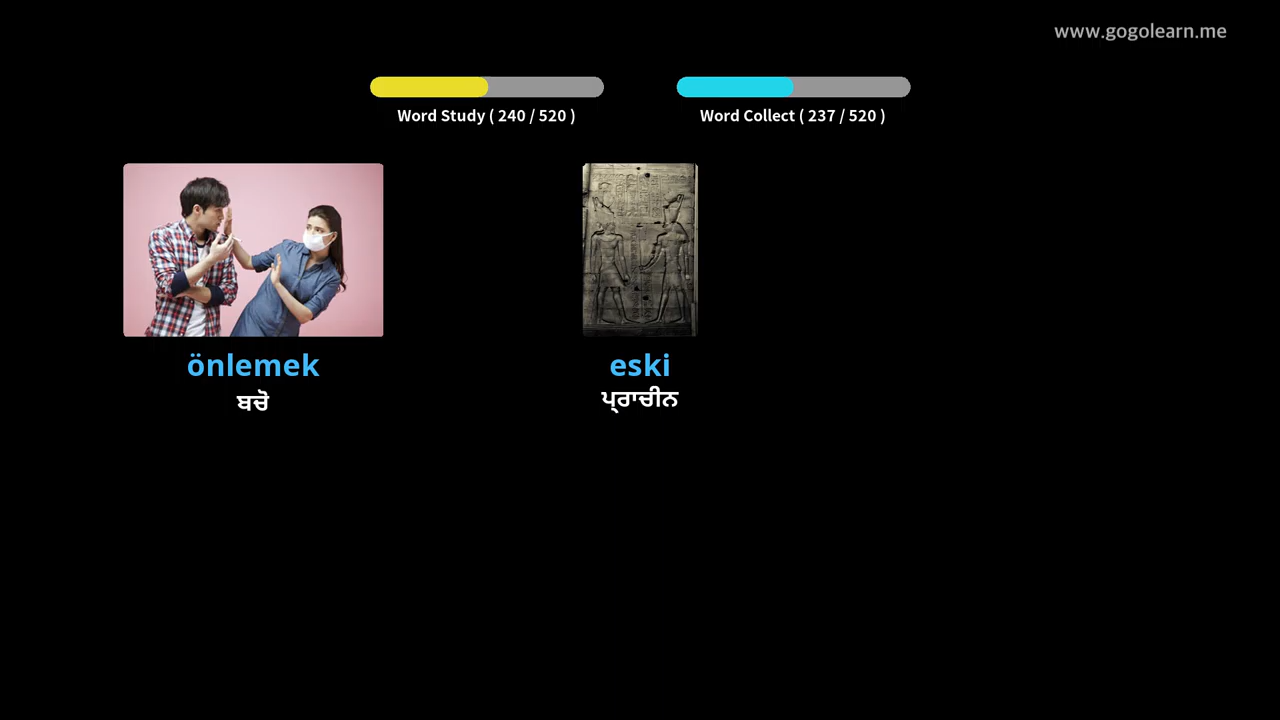 www.gogolearn.me
Word Study ( 240 / 520 )
Word Collect ( 237 / 520 )
önlemek
ਬਚੋ
eski
ਪ੍ਰਾਚੀਨ